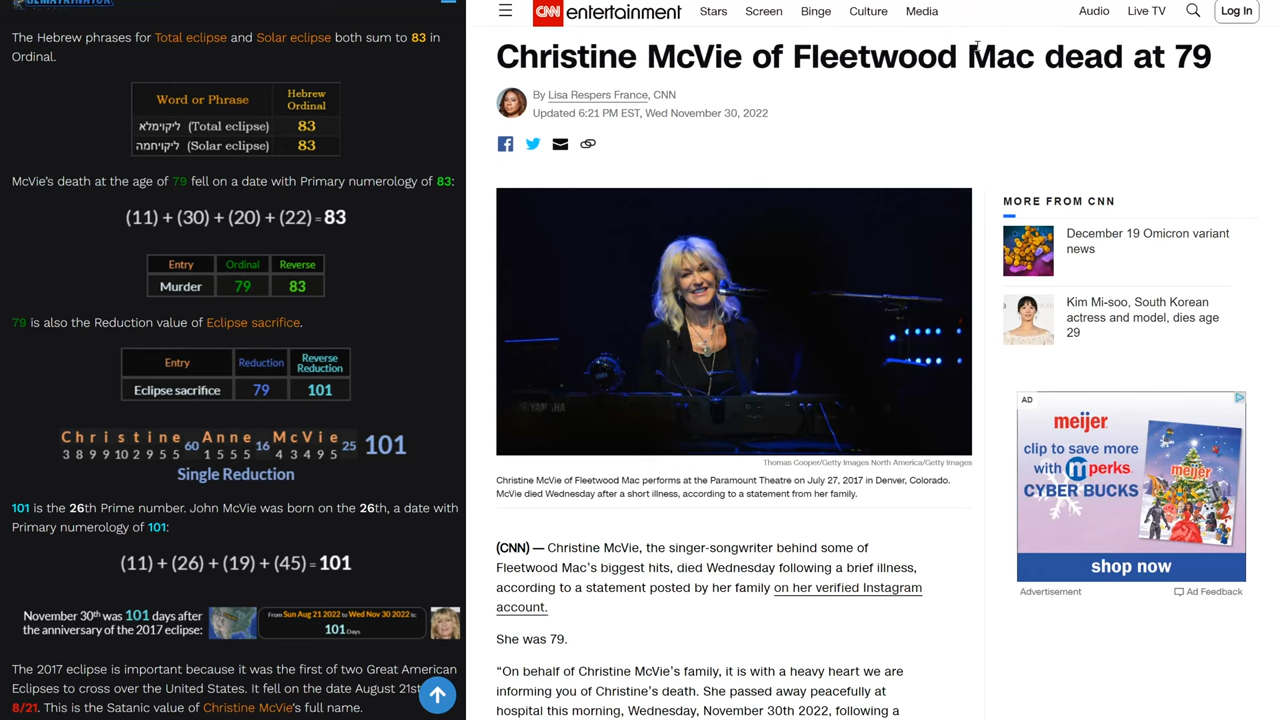 The Hebrew phrases for Total eclipse and Solar eclipse both sum to 83 in
Ordinal.
Word or Phrase Hebrew Ordinal
ליקוימלא (Total eclipse) 83
ליקויחמה (Solar eclipse) 83
McVie's death at the age of 79 fell on a date with Primary numerology of 83:
(11) + (30) + (20) + (22) = 83
Entry Ordinal Reverse
Murder 79 83
79 is also the Reduction value of Eclipse sacrifice.
Entry Reduction Reverse Reduction
Eclipse sacrifice 79 101
Christine 60 Anne 16 McVie 25 101
3 8 9 9 10 2 9 5 5 1 5 5 5 4 3 4 9 5
Single Reduction
101 is the 26th Prime number. John McVie was born on the 26th, a date with
Primary numerology of 101:
(11) + (26) + (19) + (45) = 101
November 30th was 101 days after
the anniversary of the 2017 eclipse:
From Sun Aug 21 2022 to Wed Nov 30 2022 is:
101 Days
The 2017 eclipse is important because it was the first of two Great American
Eclipses to cross over the United States. It fell on the date August 21st
8/21. This is the Satanic value of Christine McVie's full name.
CNN entertainment Stars Screen Binge Culture Media Audio Live TV Log In
Christine McVie of Fleetwood Mac dead at 79
By Lisa Respers France, CNN
Updated 6:21 PM EST, Wed November 30, 2022
YAMAHA
Thomas Cooper/Getty Images North America/Getty Images
Christine McVie of Fleetwood Mac performs at the Paramount Theatre on July 27, 2017 in Denver, Colorado.
McVie died Wednesday after a short illness, according to a statement from her family.
(CNN) — Christine McVie, the singer-songwriter behind some of
Fleetwood Mac's biggest hits, died Wednesday following a brief illness,
according to a statement posted by her family on her verified Instagram
account.
She was 79.
“On behalf of Christine McVie's family, it is with a heavy heart we are
informing you of Christine's death. She passed away peacefully at
hospital this morning, Wednesday, November 30th 2022, following a
MORE FROM CNN
December 19 Omicron variant
news
Kim Mi-soo, South Korean
actress and model, dies age
29
AD
meijer
clip to save more
with mperks
CYBER BUCKS
meijer
shop now
Advertisement
Ad Feedback